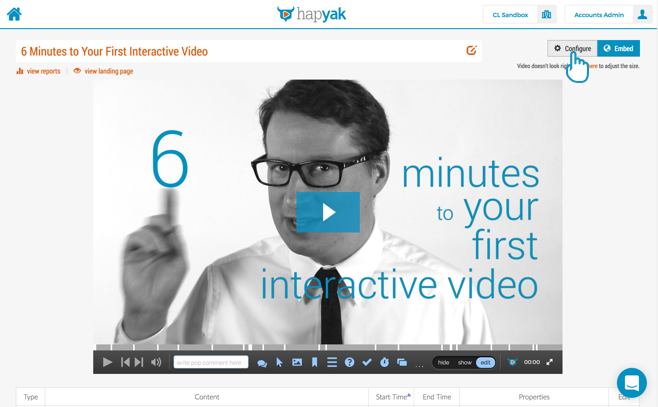 hapyak
CL Sandbox
Accounts Admin
6 Minutes to Your First Interactive Video
Configure
Embed
view reports | view landing page
Video doesn't look rig here to adjust the size.
6
minutes
to your
first
interactive video
write pop comment here
...
hide show edit
00:00
Type Content Start Time End Time Properties Edit